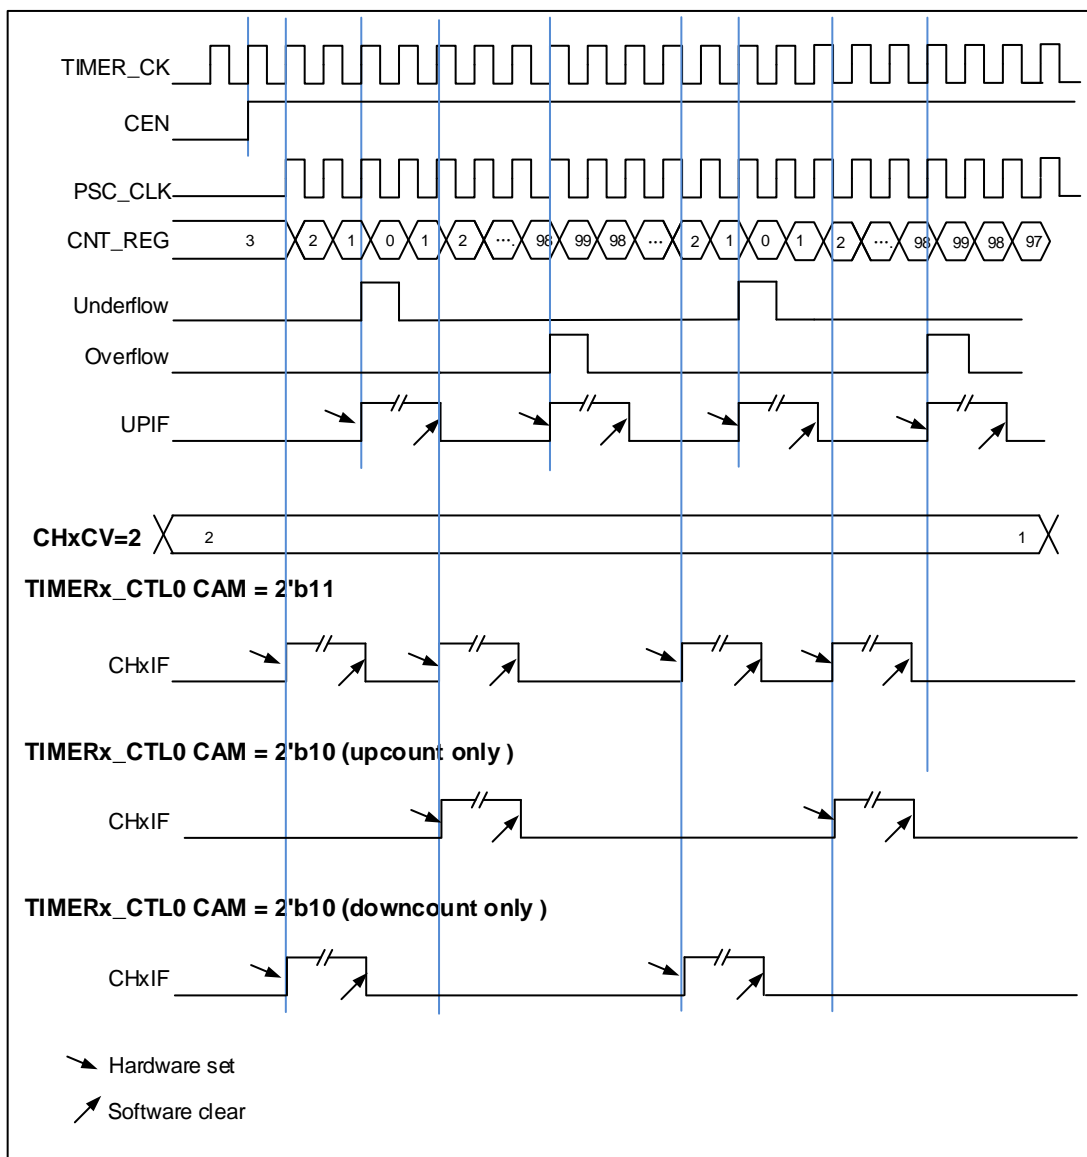 TIMER_CK
CEN
PSC_CLK
CNT_REG 3 2 1 0 1 2 .... 98 99 98 ... 2 1 0 1 2 .... 98 99 98 97
Underflow
Overflow
UPIF
CHxCV=2 2 1
TIMERx_CTL0 CAM = 2'b11
CHxIF
TIMERx_CTL0 CAM = 2'b10 (upcount only )
CHxIF
TIMERx_CTL0 CAM = 2'b10 (downcount only )
CHxIF
Hardware set
Software clear